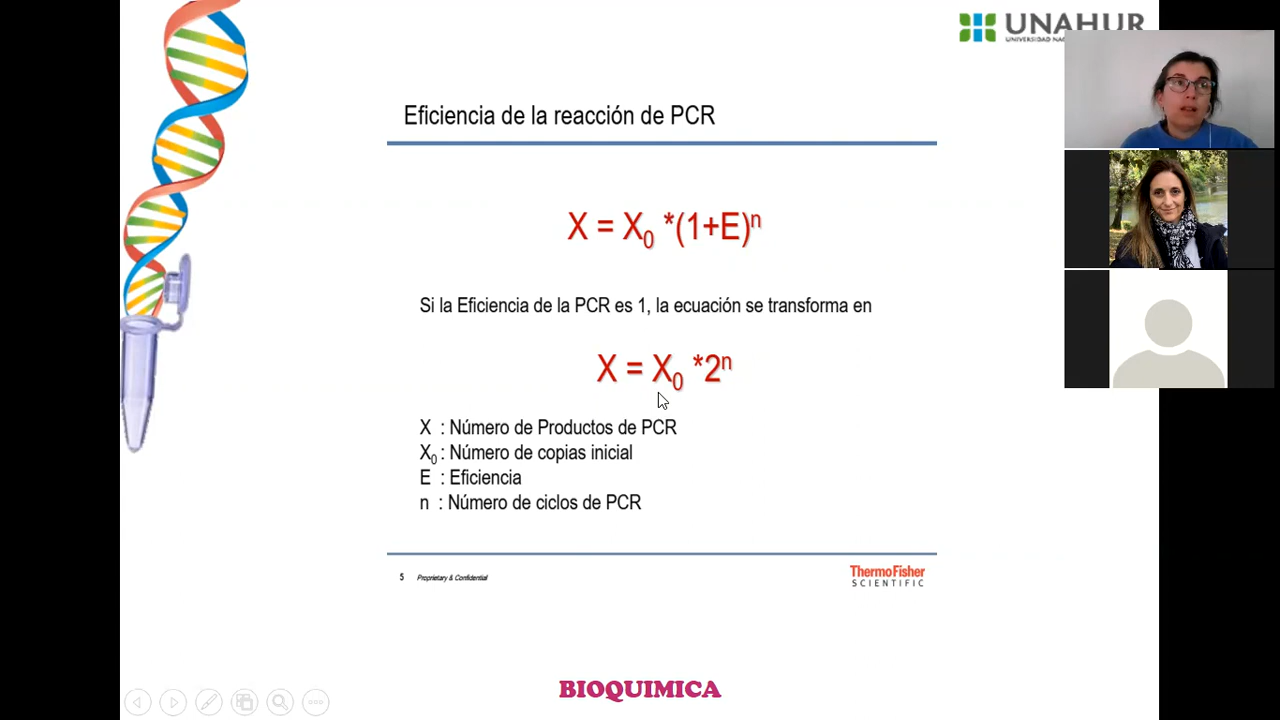 UNAHUR
Eficiencia de la reacción de PCR
X = X₀ *(1+E)ⁿ
Si la Eficiencia de la PCR es 1, la ecuación se transforma en
X = X₀ *2ⁿ
X : Número de Productos de PCR
X₀ : Número de copias inicial
E : Eficiencia
n : Número de ciclos de PCR
5 Proprietary & Confidential
ThermoFisher
SCIENTIFIC
BIOQUIMICA